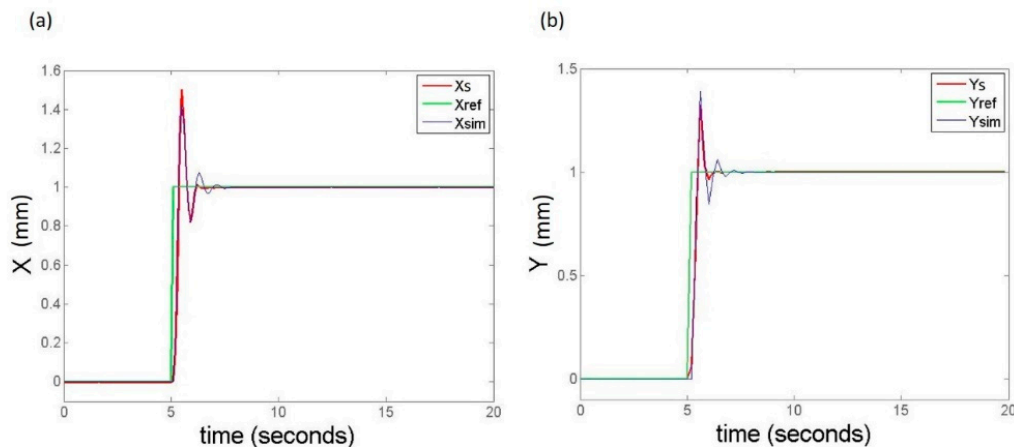 (a)
1.6
1.4
1.2
1
0.8
0.6
0.4
0.2
0
X (mm)
Xs
Xref
Xsim
0 5 10 15 20
time (seconds)
(b)
1.5
1
0.5
0
Y (mm)
Ys
Yref
Ysim
0 5 10 15 20
time (seconds)